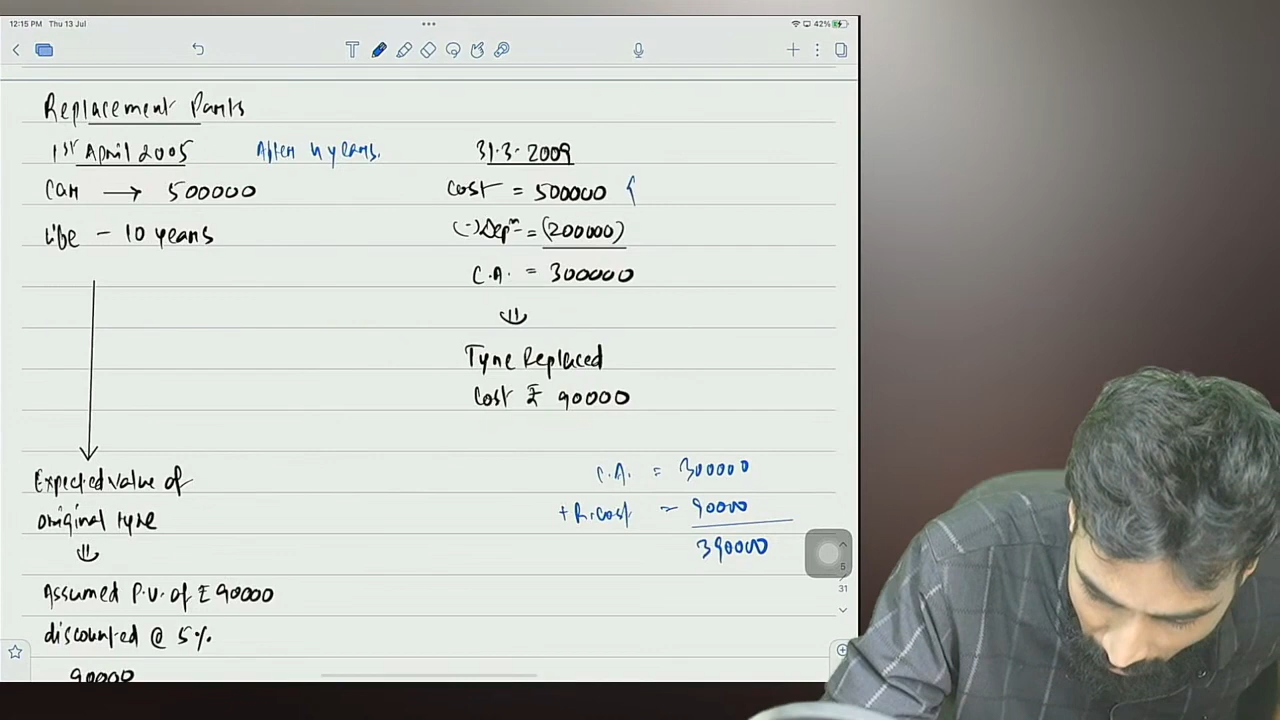 12:15 PM Thu 13 Jul
42%
T
Replacement Parts
1st April 2005
After 4 years.
31.3.2009
Car → 500000
Cost = 500000 {
Life - 10 years
(-) Depn = (200000)
C.A. = 300000
Tyre Replaced
Cost ₹ 90000
C.A. = 300000
Expected value of
+ R. cost = 90000
original tyre
390000
5
31
Assumed P.V. of ₹ 90000
discounted @ 5%.
90000